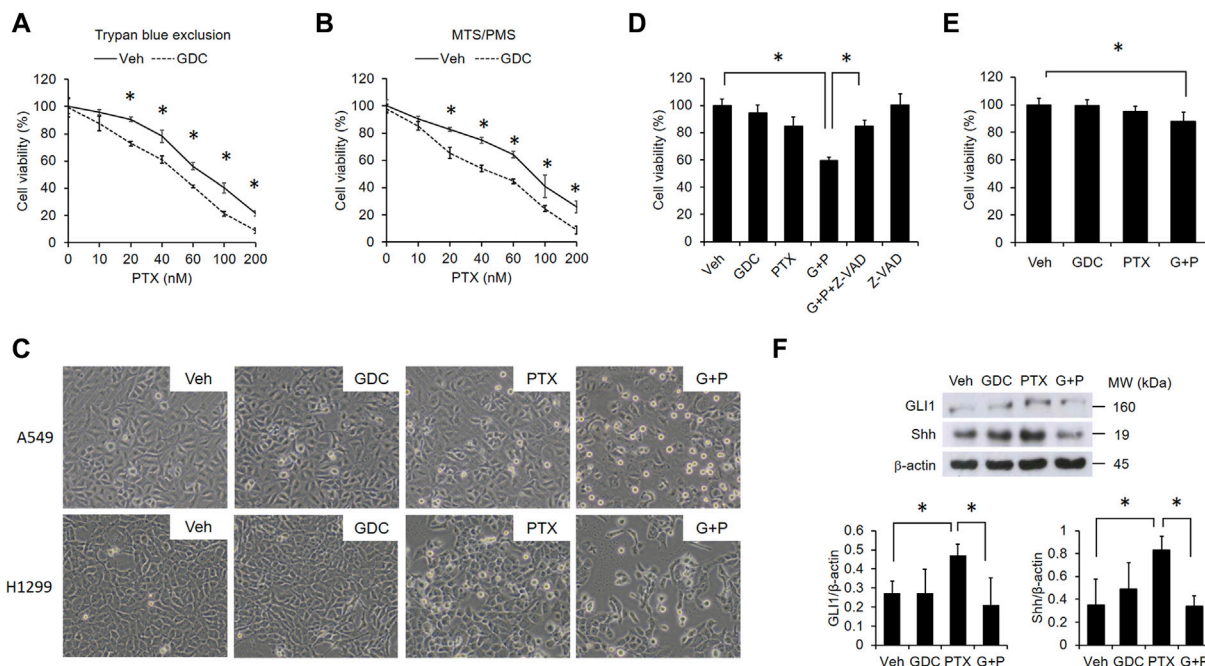 A
Trypan blue exclusion
Veh GDC
Cell viability (%)
120
100
80
60
40
20
0
* * * * *
0 10 20 40 60 100 200
PTX (nM)
B
MTS/PMS
Veh GDC
Cell viability (%)
120
100
80
60
40
20
0
* * * * *
0 10 20 40 60 100 200
PTX (nM)
D
* *
Cell viability (%)
120
100
80
60
40
20
0
Veh GDC PTX G+P G+P+Z-VAD Z-VAD
E
*
Cell viability (%)
120
100
80
60
40
20
0
Veh GDC PTX G+P
C
Veh GDC PTX G+P
A549
Veh GDC PTX G+P
H1299
F
Veh GDC PTX G+P MW (kDa)
GLI1 160
Shh 19
β-actin 45
* *
GLI1/β-actin
0.6
0.5
0.4
0.3
0.2
0.1
0
Veh GDC PTX G+P
* *
Shh/β-actin
1
0.8
0.6
0.4
0.2
0
Veh GDC PTX G+P